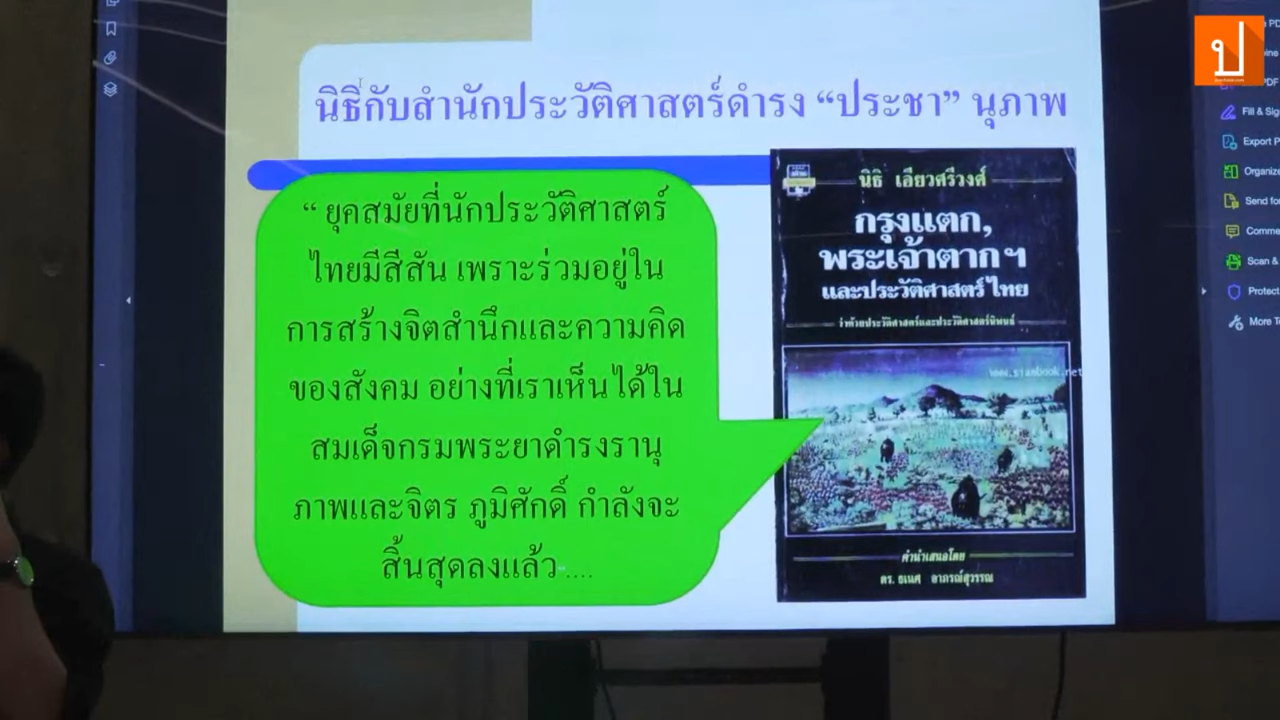 ป
นิธิกับสำนักประวัติศาสตร์ดำรง “ประชา” นุภาพ
“ ยุคสมัยที่นักประวัติศาสตร์
ไทยมีสีสัน เพราะร่วมอยู่ใน
การสร้างจิตสำนึกและความคิด
ของสังคม อย่างที่เราเห็นได้ใน
สมเด็จกรมพระยาดำรงรานุ
ภาพและจิตร ภูมิศักดิ์ กำลังจะ
สิ้นสุดลงแล้ว ....
นิธิ เอียวศรีวงศ์
กรุงแตก,
พระเจ้าตากฯ
และประวัติศาสตร์ไทย
ว่าด้วยประวัติศาสตร์และประวัติศาสตร์นิพนธ์
www.siambook.net
คำนำเสนอโดย
ดร. ธเนศ อาภรณ์สุวรรณ
PDF
Fill & Sig
Export P
Organize
Send for
Comme
Scan &
Protect
More To